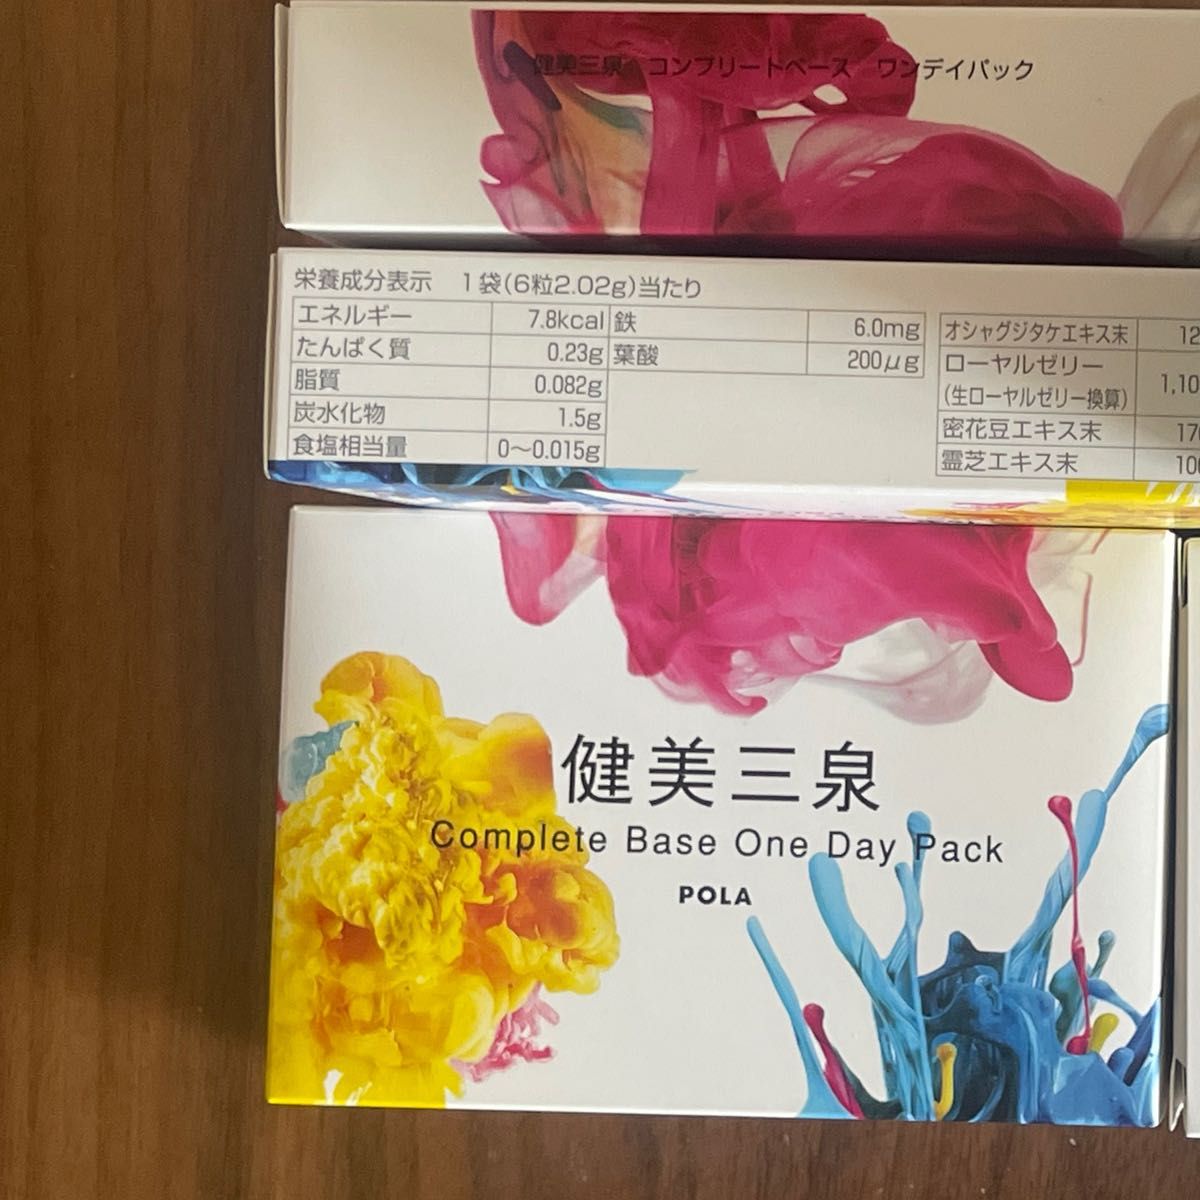 健美三泉 コンプリートベース ワンデイパック
栄養成分表示 1袋(6粒2.02g)当たり
エネルギー 7.8kcal 鉄 6.0mg
たんぱく質 0.23g 葉酸 200μg
脂質 0.082g
炭水化物 1.5g
食塩相当量 0〜0.015g
オシャグジタケエキス末 12
ローヤルゼリー
(生ローヤルゼリー換算) 1,10
密花豆エキス末 170
霊芝エキス末 100
健美三泉
Complete Base One Day Pack
POLA